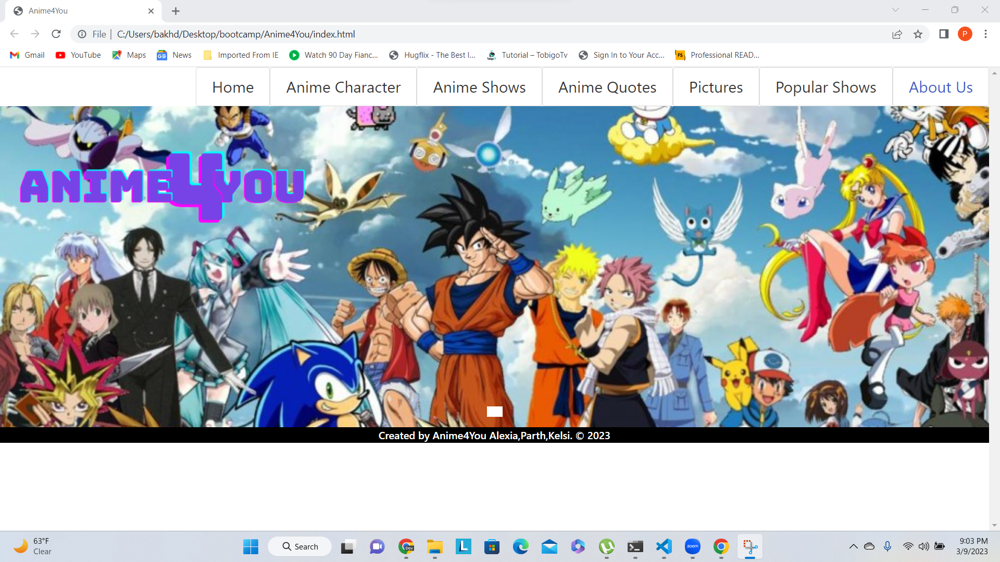 Anime4You
File | C:/Users/bakhd/Desktop/bootcamp/Anime4You/index.html
P
Gmail YouTube Maps News Imported From IE Watch 90 Day Fianc... Hugflix - The Best I... Tutorial – TobigoTv Sign In to Your Acc... Professional READ...
Home Anime Character Anime Shows Anime Quotes Pictures Popular Shows About Us
ANIME4YOU
Created by Anime4You Alexia,Parth,Kelsi. © 2023
63°F
Clear
Search
Dev
L
zoom
9:03 PM
3/9/2023